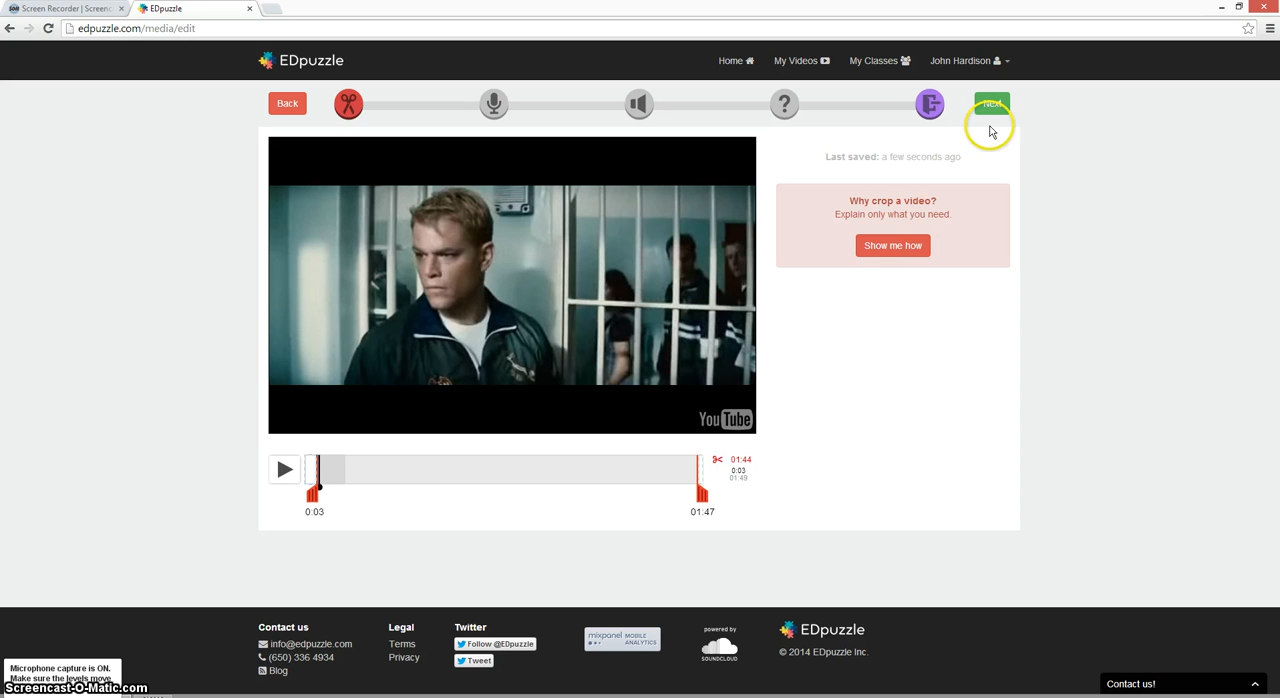 Screen Recorder | Screenc
EDpuzzle
edpuzzle.com/media/edit
EDpuzzle
Home
My Videos
My Classes
John Hardison
Back
?
Next
Last saved: a few seconds ago
Why crop a video?
Explain only what you need.
Show me how
YouTube
01:44
0:03
01:49
0:03
01:47
Contact us
info@edpuzzle.com
(650) 336 4934
Blog
Legal
Terms
Privacy
Twitter
Follow @EDpuzzle
Tweet
mixpanel MOBILE
ANALYTICS
powered by
SOUNDCLOUD
EDpuzzle
© 2014 EDpuzzle Inc.
Microphone capture is ON.
Make sure the levels move
Screencast-O-Matic.com
Contact us!